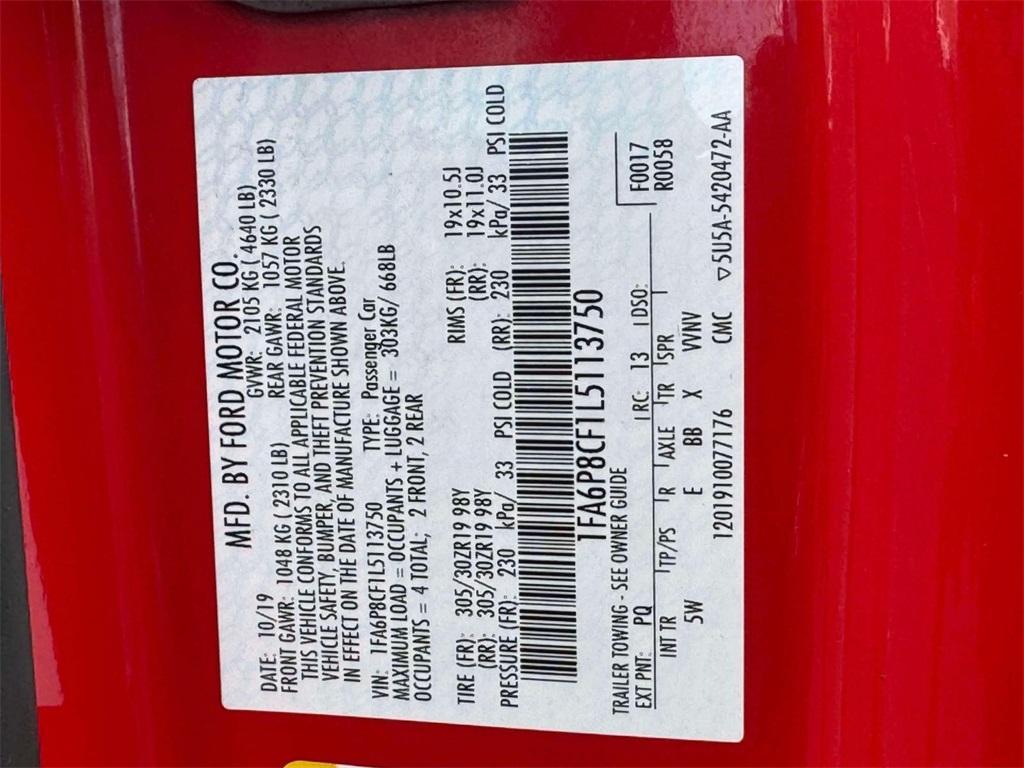 MFD. BY FORD MOTOR CO.
DATE: 10/19 GVWR: 2105 KG ( 4640 LB)
FRONT GAWR: 1048 KG ( 2310 LB) REAR GAWR: 1057 KG ( 2330 LB)
THIS VEHICLE CONFORMS TO ALL APPLICABLE FEDERAL MOTOR
VEHICLE SAFETY, BUMPER, AND THEFT PREVENTION STANDARDS
IN EFFECT ON THE DATE OF MANUFACTURE SHOWN ABOVE.
VIN: 1FA6P8CF1L5113750 TYPE: Passenger Car
MAXIMUM LOAD = OCCUPANTS + LUGGAGE = 303KG/ 668LB
OCCUPANTS = 4 TOTAL; 2 FRONT, 2 REAR
TIRE (FR): 305/30ZR19 98Y RIMS (FR): 19x10.5J
(RR): 305/30ZR19 98Y (RR): 19x11.0J
PRESSURE (FR): 230 kPa/ 33 PSI COLD (RR): 230 kPa/ 33 PSI COLD
1FA6P8CF1L5113750
TRAILER TOWING - SEE OWNER GUIDE F0017
EXT PNT: PQ RC: 13 DSO: R0058
INT TR TP/PS R AXLE TR SPR
5W E BB X WNV
120191007 7176 CMC ▽5U5A-5420472-AA